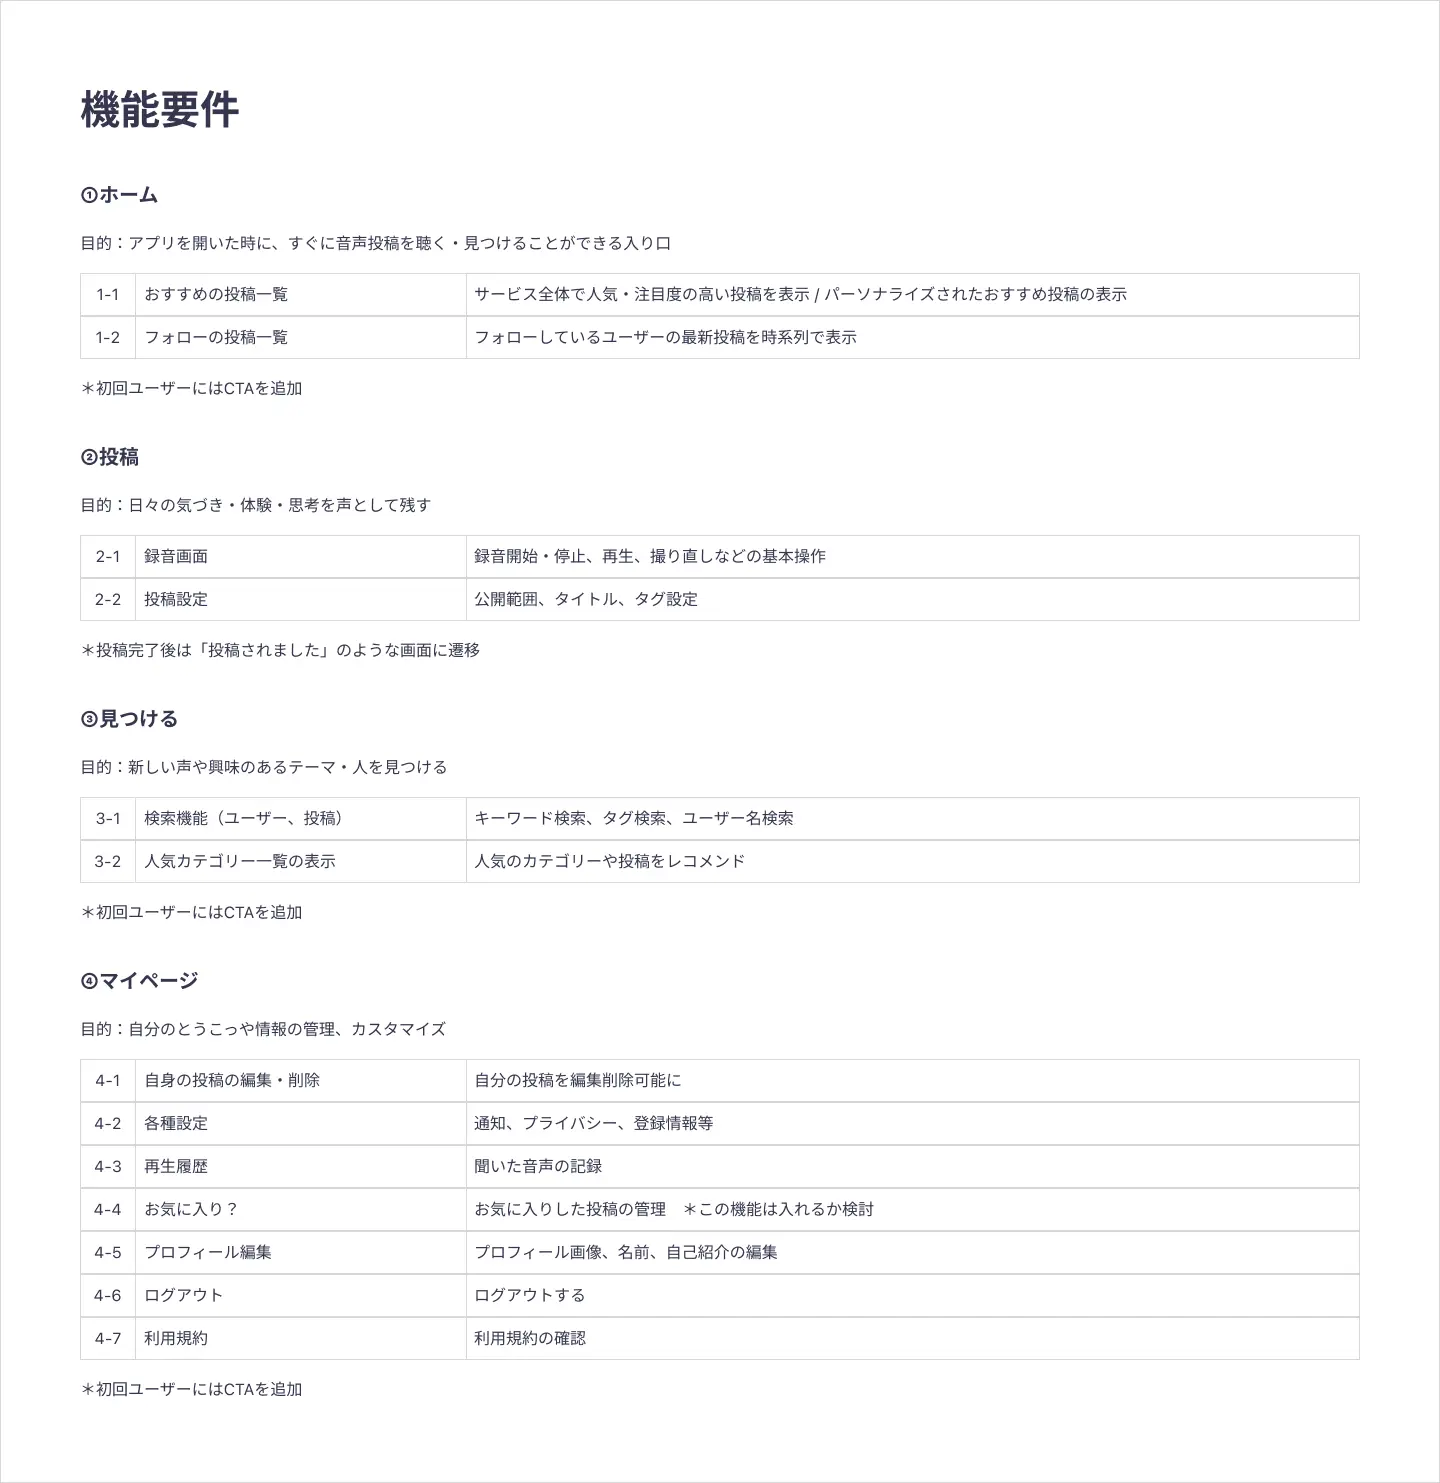 機能要件
①ホーム
目的：アプリを開いた時に、すぐに音声投稿を聴く・見つけることができる入り口
1-1 おすすめの投稿一覧 サービス全体で人気・注目度の高い投稿を表示 / パーソナライズされたおすすめ投稿の表示
1-2 フォローの投稿一覧 フォローしているユーザーの最新投稿を時系列で表示
＊初回ユーザーにはCTAを追加
②投稿
目的：日々の気づき・体験・思考を声として残す
2-1 録音画面 録音開始・停止、再生、撮り直しなどの基本操作
2-2 投稿設定 公開範囲、タイトル、タグ設定
＊投稿完了後は「投稿されました」のような画面に遷移
③見つける
目的：新しい声や興味のあるテーマ・人を見つける
3-1 検索機能（ユーザー、投稿） キーワード検索、タグ検索、ユーザー名検索
3-2 人気カテゴリー一覧の表示 人気のカテゴリーや投稿をレコメンド
＊初回ユーザーにはCTAを追加
④マイページ
目的：自分のとうこっや情報の管理、カスタマイズ
4-1 自身の投稿の編集・削除 自分の投稿を編集削除可能に
4-2 各種設定 通知、プライバシー、登録情報等
4-3 再生履歴 聞いた音声の記録
4-4 お気に入り？ お気に入りした投稿の管理　＊この機能は入れるか検討
4-5 プロフィール編集 プロフィール画像、名前、自己紹介の編集
4-6 ログアウト ログアウトする
4-7 利用規約 利用規約の確認
＊初回ユーザーにはCTAを追加